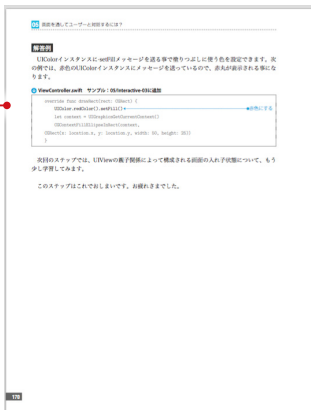 05 画面を通してユーザーと対話するには？
解答例
UIColorインスタンスに setFillメッセージを送る事で塗りつぶしに使う色を設定できます。次
の例では、赤色のUIColorインスタンスにメッセージを送っているので、赤丸が表示される事にな
ります。
ViewController.swift サンプル：05/interactive-03に追加
override func drawRect(rect: CGRect) {
UIColor.redColor().setFill() 赤色にする
let context = UIGraphicsGetCurrentContext()
CGContextFillEllipseInRect(context,
CGRect(x: location.x, y: location.y, width: 20, height: 20))
}
次回のステップでは、UIViewの親子関係によって構成される画面の入れ子状態について、もう
少し学習してみます。
このステップはこれでおしまいです。お疲れさまでした。
178